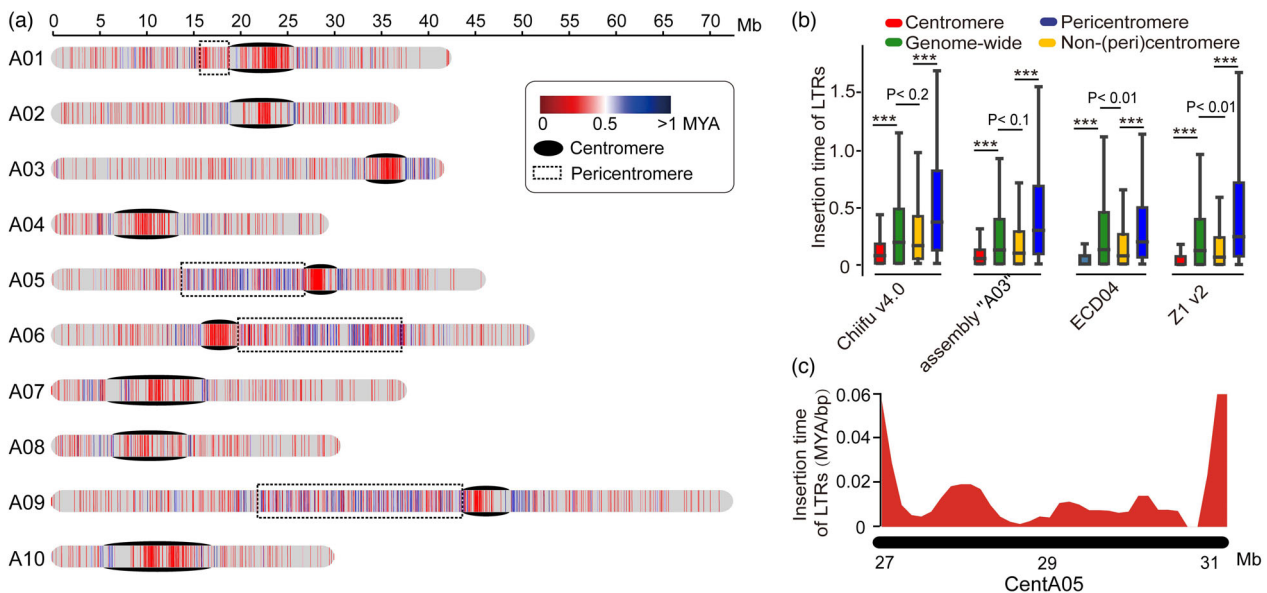 (a)
0 5 10 15 20 25 30 35 40 45 50 55 60 65 70 Mb
A01
A02
A03
A04
A05
A06
A07
A08
A09
A10
0 0.5 >1 MYA
Centromere
Pericentromere
(b)
Centromere
Pericentromere
Genome-wide
Non-(peri)centromere
Insertion time of LTRs
1.5
1.0
0.5
0
*** P< 0.2 ***
*** P< 0.1 ***
*** P< 0.01 ***
*** P< 0.01 ***
Chiifu v4.0
assembly "A03"
ECD04
Z1 v2
(c)
Insertion time
of LTRs (MYA/bp)
0.06
0.04
0.02
0
27 29 31 Mb
CentA05